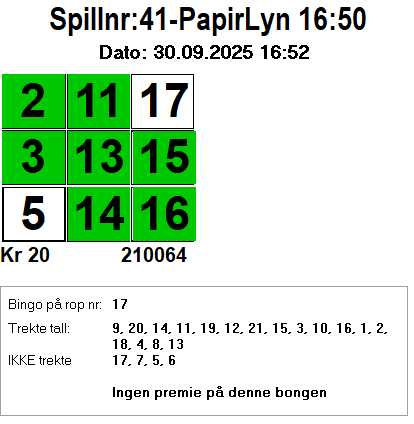 Spillnr:41-PapirLyn 16:50
Dato: 30.09.2025 16:52
2 11 17
3 13 15
5 14 16
Kr 20 210064
Bingo på rop nr: 17
Trekte tall: 9, 20, 14, 11, 19, 12, 21, 15, 3, 10, 16, 1, 2,
18, 4, 8, 13
IKKE trekte 17, 7, 5, 6
Ingen premie på denne bongen